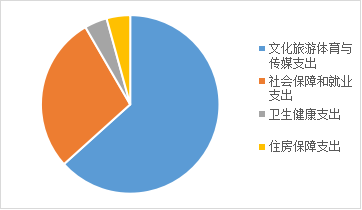 文化旅游体育与
传媒支出
社会保障和就业
支出
卫生健康支出
住房保障支出